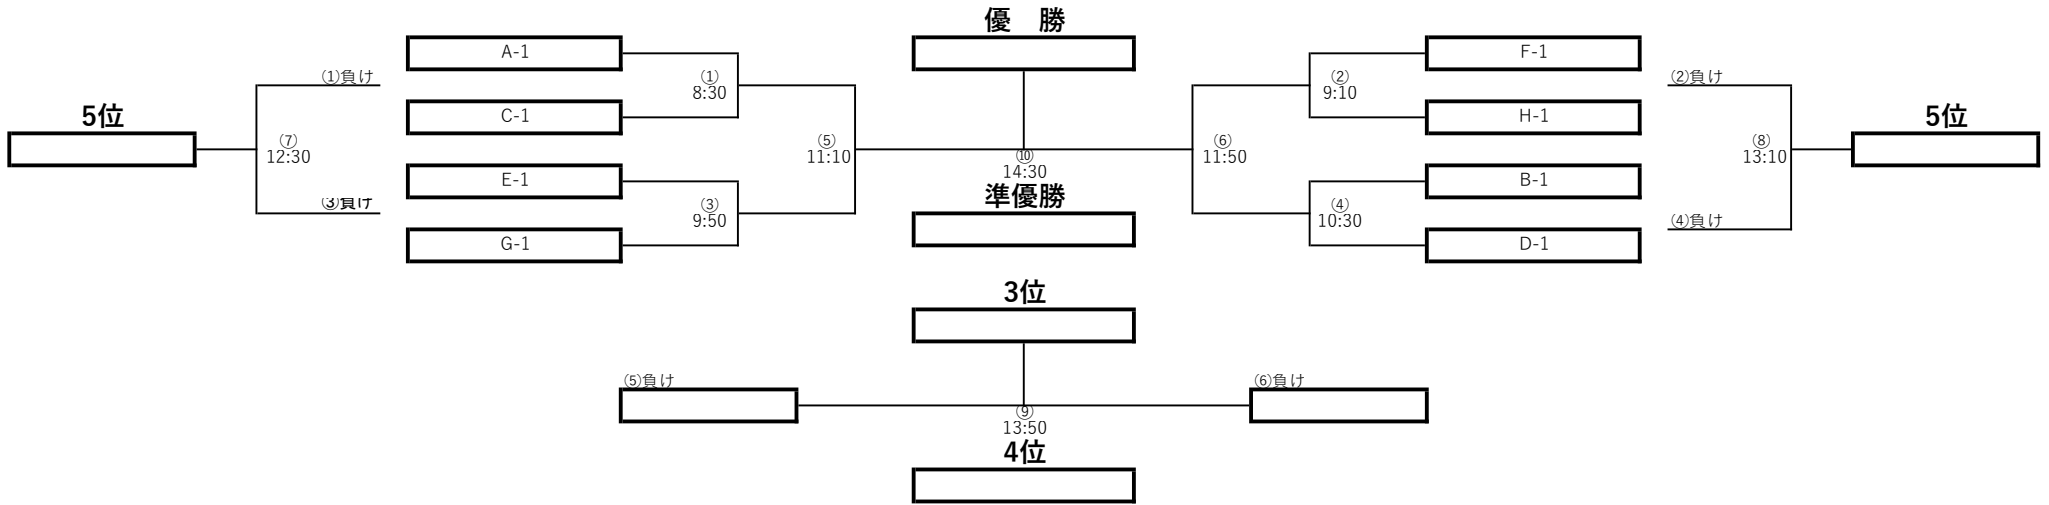 優　勝
A-1
F-1
①負け
①
8:30
②
9:10
②負け
5位
C-1
H-1
5位
⑦
12:30
⑤
11:10
⑥
11:50
⑧
13:10
⑩
14:30
E-1
B-1
準優勝
③負け
③
9:50
④
10:30
④負け
G-1
D-1
3位
⑤負け
⑥負け
⑨
13:50
4位